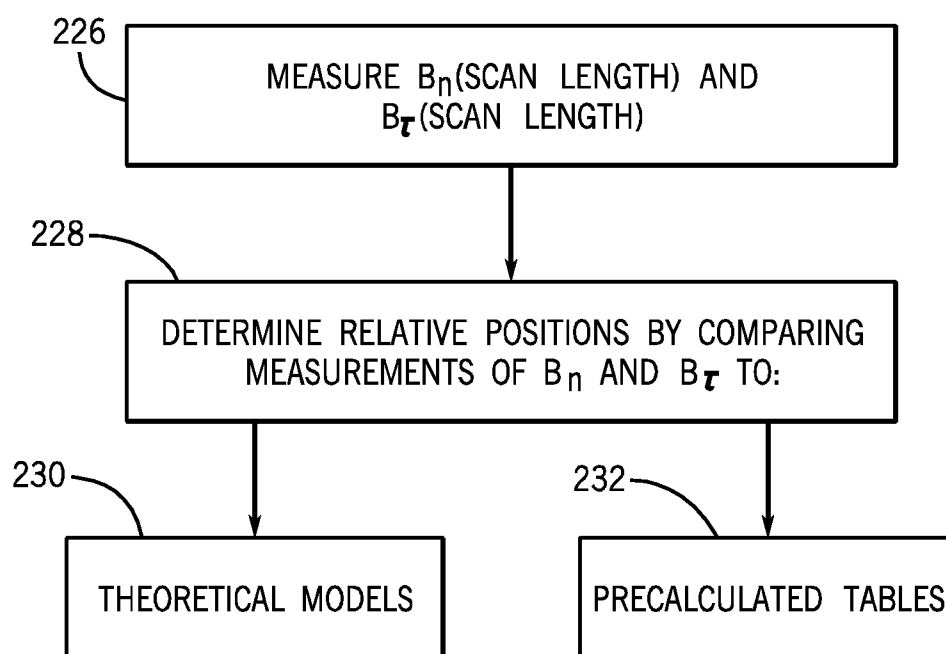 226
MEASURE Bn(SCAN LENGTH) AND
Bτ(SCAN LENGTH)
228
DETERMINE RELATIVE POSITIONS BY COMPARING
MEASUREMENTS OF Bn AND Bτ TO:
230
THEORETICAL MODELS
232
PRECALCULATED TABLES